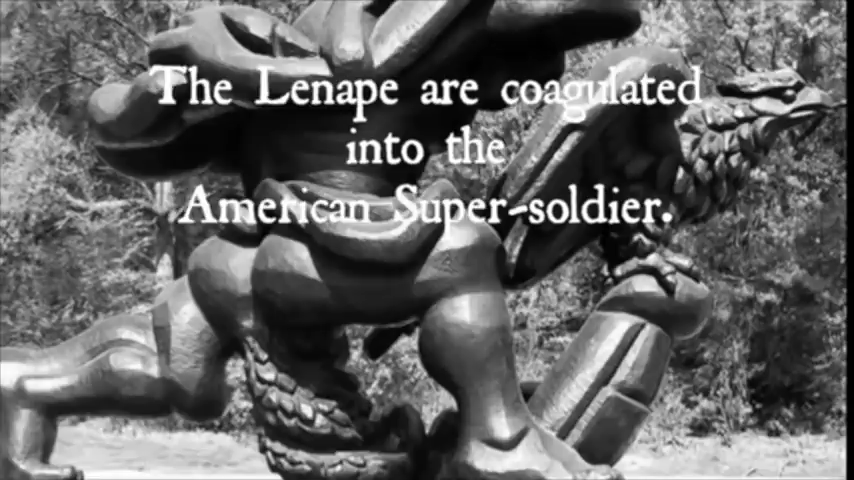 The Lenape are coagulated
into the
American Super-soldier.